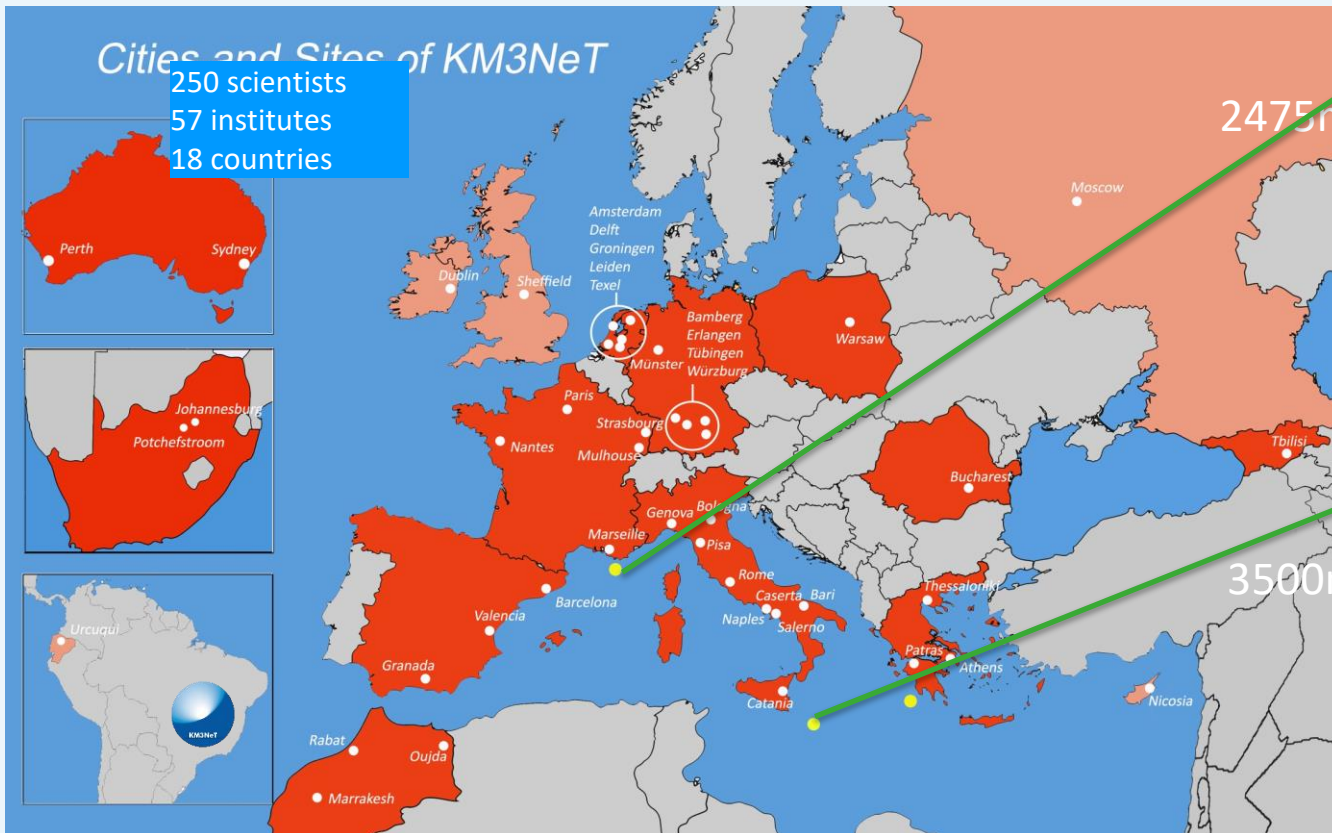 Cities and Sites of KM3NeT
250 scientists
57 institutes
18 countries
2475m
Moscow
Perth
Sydney
Dublin
Sheffield
Amsterdam
Delft
Groningen
Leiden
Texel
Bamberg
Erlangen
Tübingen
Würzburg
Münster
Warsaw
Johannesburg
Potchefstroom
Paris
Strasbourg
Nantes
Mulhouse
Bucharest
Tbilisi
Genova
Bologna
Marseille
Pisa
Rome
Barcelona
Caserta
Bari
Naples
Salerno
Thessaloniki
3500m
Valencia
Urcuqui
Granada
Patras
Athens
Catania
Nicosia
KM3NeT
Rabat
Oujda
Marrakesh